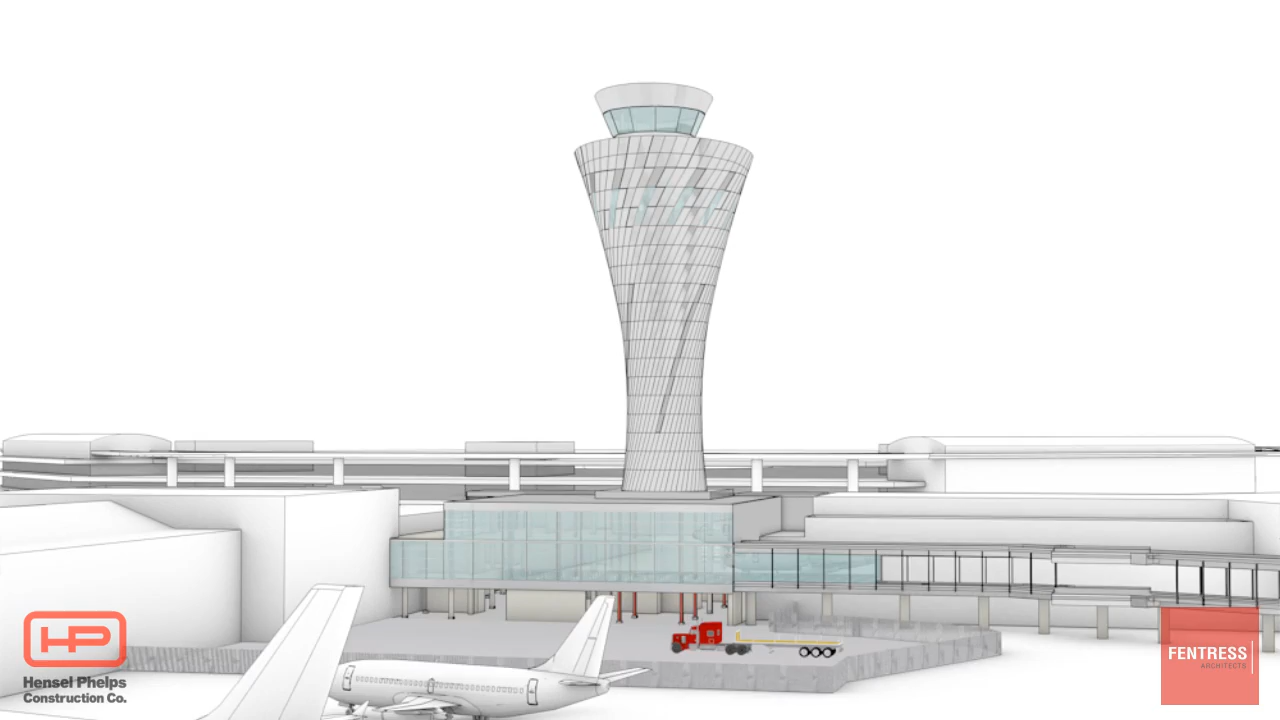 HP
Hensel Phelps
Construction Co.
FENTRESS
ARCHITECTS